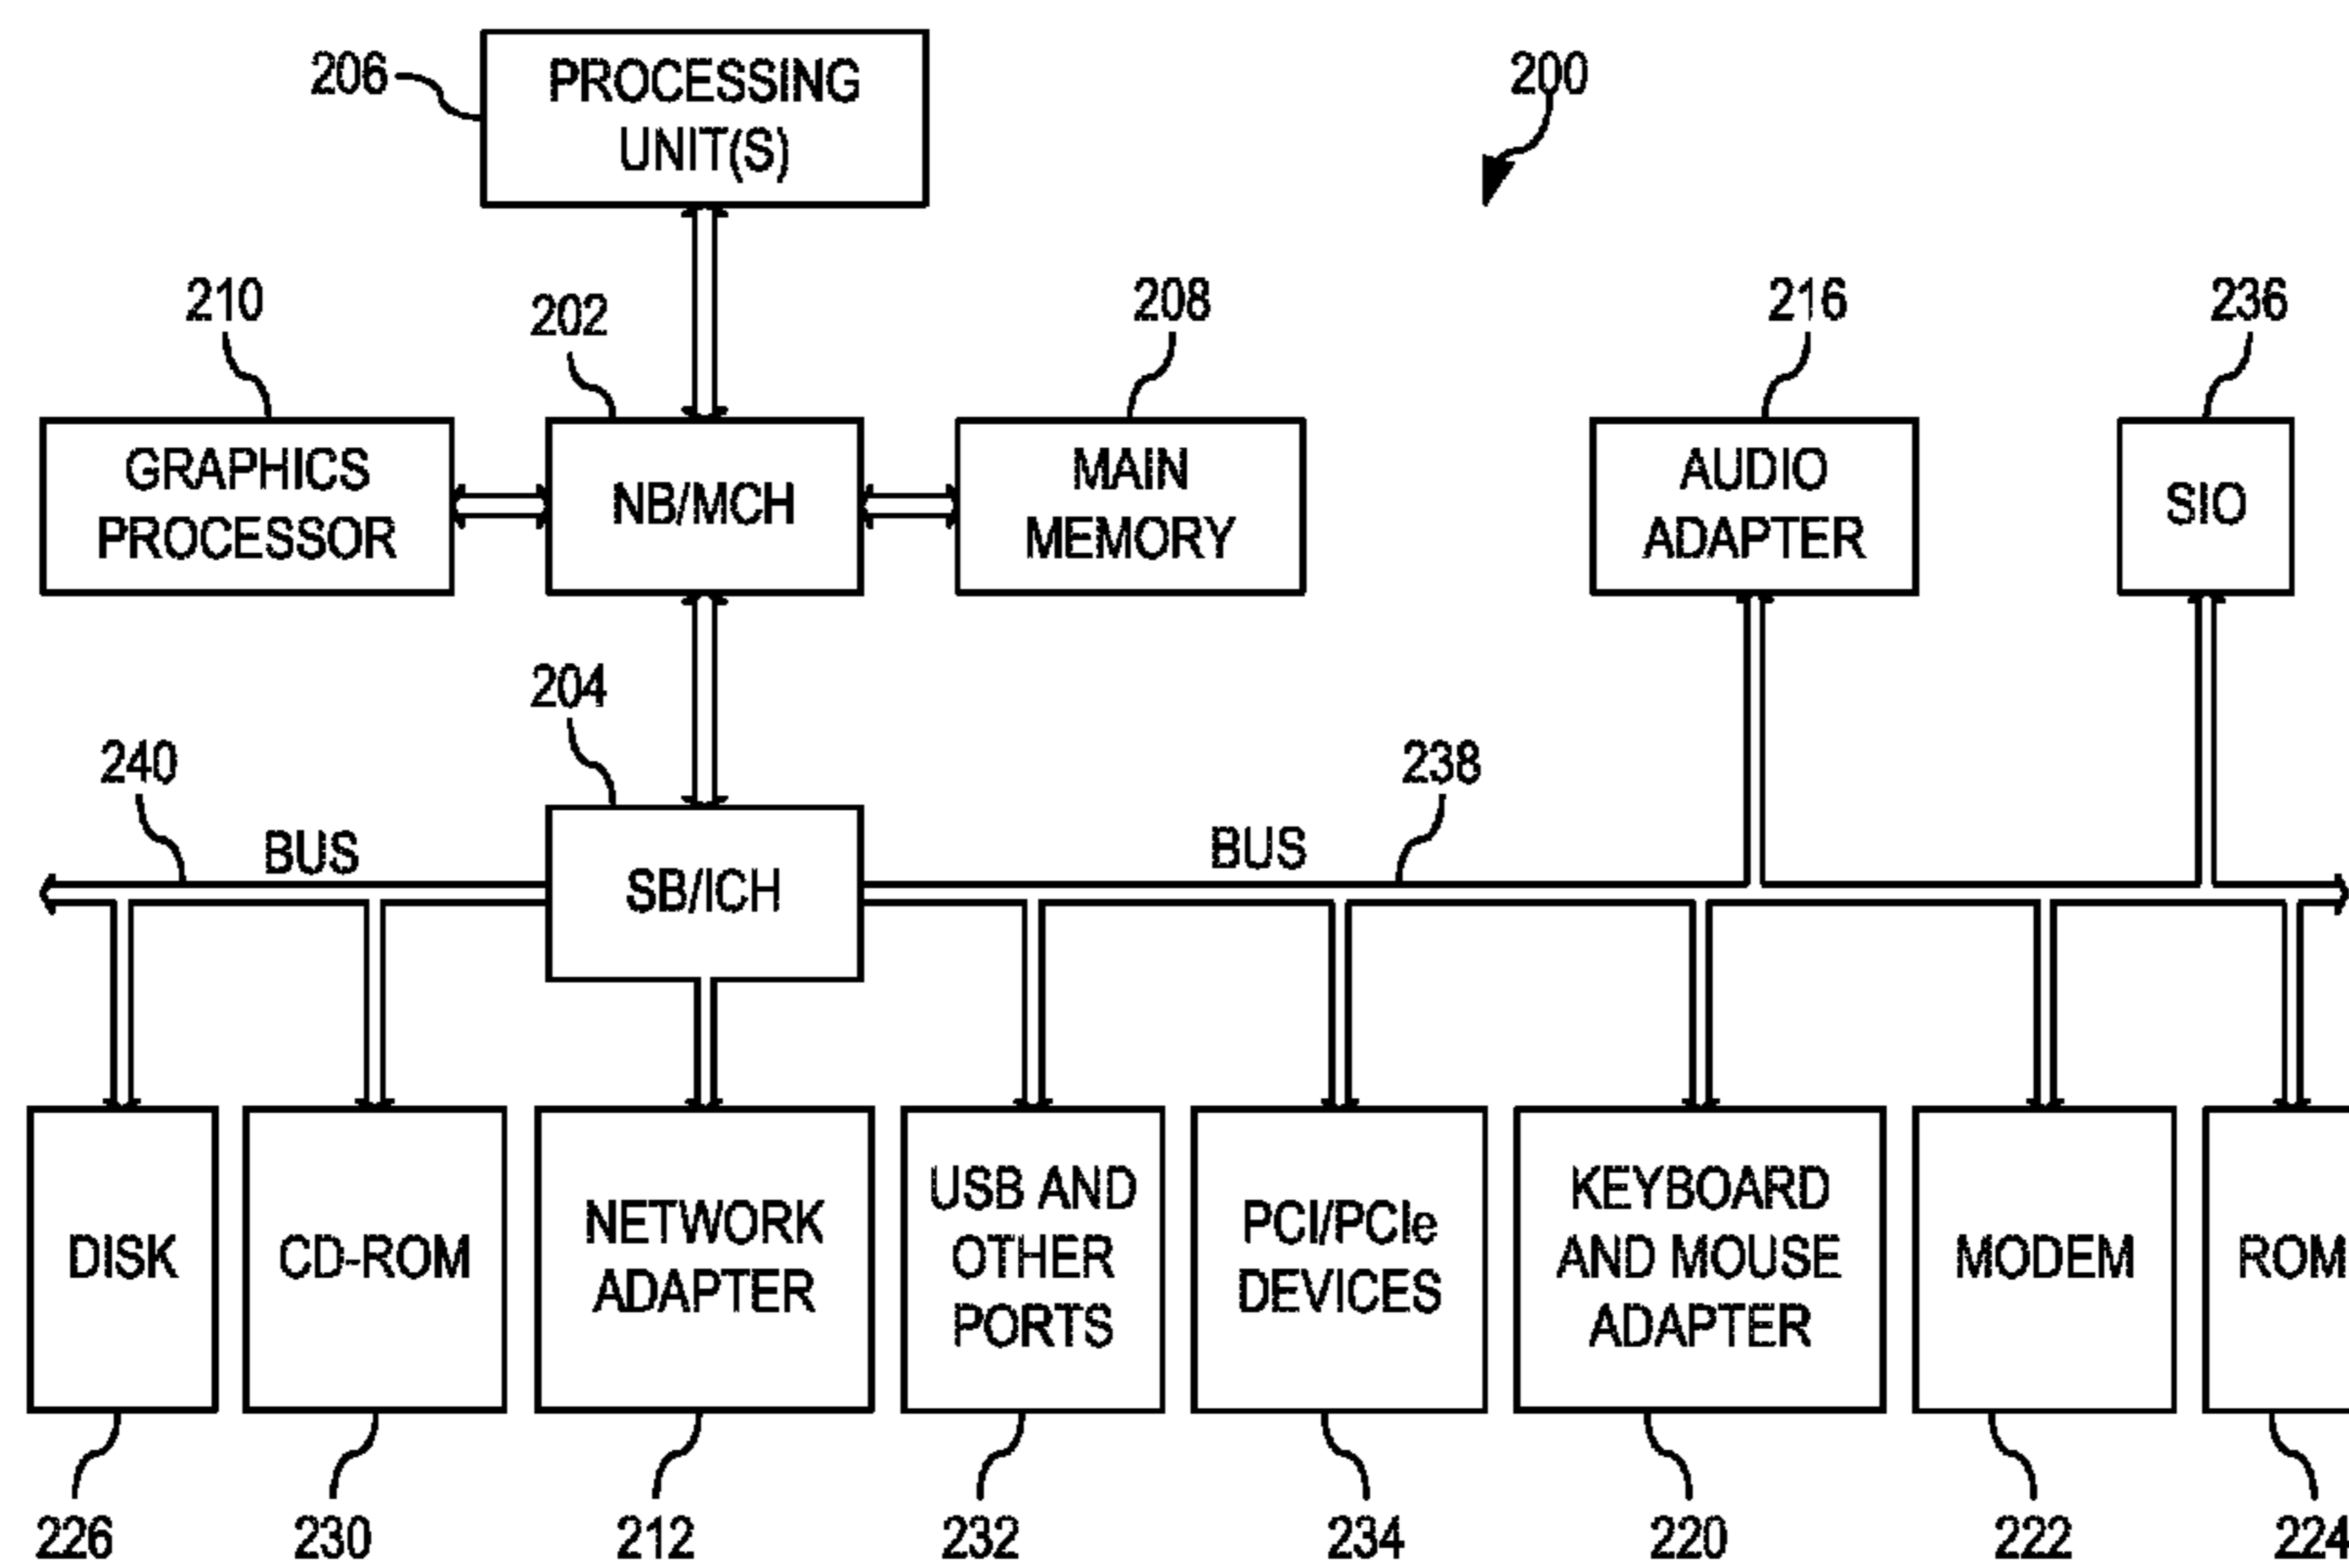 206
PROCESSING
UNIT(S)
200
210
202
208
216
236
GRAPHICS
PROCESSOR
NB/MCH
MAIN
MEMORY
AUDIO
ADAPTER
SIO
204
240
238
BUS
BUS
SB/ICH
DISK
CD-ROM
NETWORK
ADAPTER
USB AND
OTHER
PORTS
PCI/PCIe
DEVICES
KEYBOARD
AND MOUSE
ADAPTER
MODEM
ROM
226
230
212
232
234
220
222
224